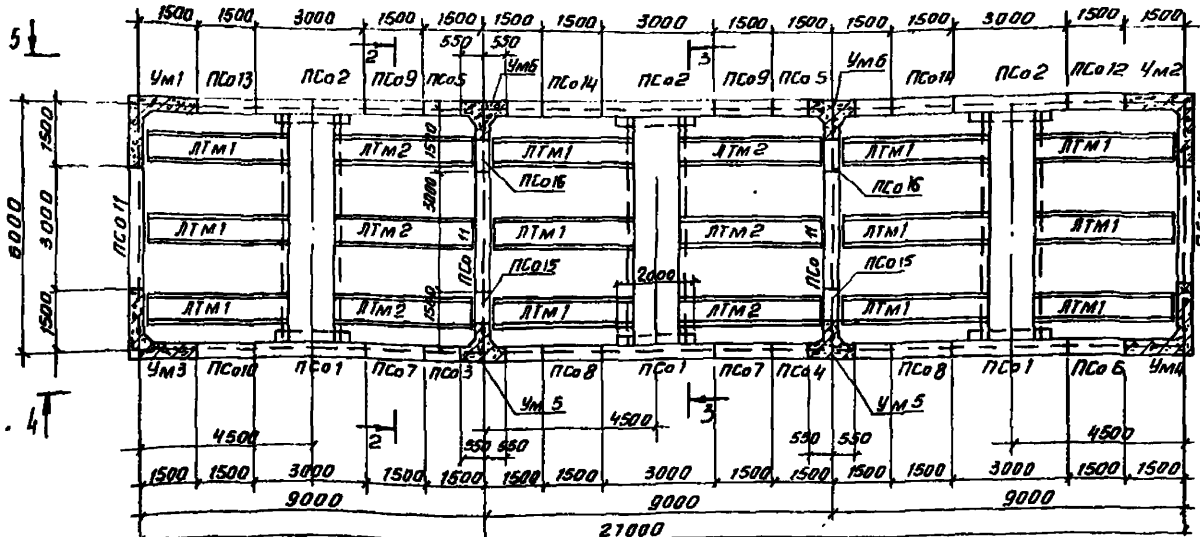 1500 1500 3000 1500 1500 1500 1500 3000 1500 1500 1500 1500 3000 1500 1500
5 2 550 550 3
Ум1 ПСо13 ПСо2 ПСо9 ПСо5 Ум6 ПСо14 ПСо2 ПСо9 ПСо5 Ум6 ПСо14 ПСо2 ПСо12 Ум2
1500 1500
ЛТм1 ЛТм2 ЛТм1 ЛТм2 ЛТм1 ЛТм1
ПСо16 ПСо16
6000 3000 ПСо11 3000
ЛТм1 ЛТм2 ПСо 11 ЛТм1 ЛТм2 ПСо 11 ЛТм1 ЛТм1
ПСо15 2000 ПСо15
1500 1500
ЛТм1 ЛТм2 ЛТм1 ЛТм2 ЛТм1 ЛТм1
Ум3 ПСо10 ПСо1 ПСо7 ПСо3 ПСо8 ПСо1 ПСо7 ПСо4 ПСо8 ПСо1 ПСо6 Ум4
Ум5 Ум5
4 2 3
4500 4500 4500
550 550 550 550
1500 1500 3000 1500 1500 1500 1500 3000 1500 1500 1500 1500 3000 1500 1500
9000 9000 9000
27000